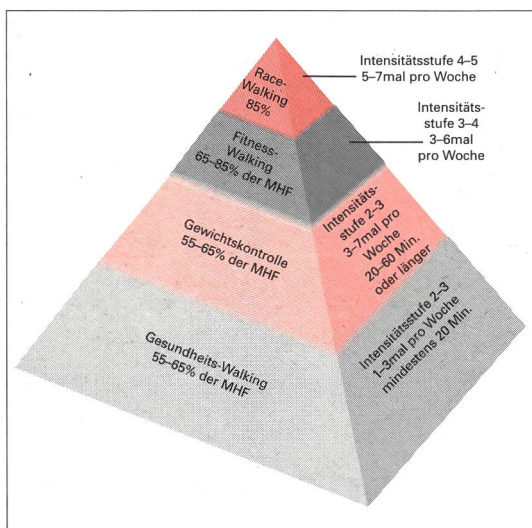 Race-
Walking
85%
Intensitätsstufe 4–5
5–7mal pro Woche
Fitness-
Walking
65–85% der MHF
Intensitäts-
stufe 3–4
3–6mal
pro Woche
Gewichtskontrolle
55–65% der MHF
Intensitäts-
stufe 2–3
3–7mal pro
Woche
20–60 Min.
oder länger
Gesundheits-Walking
55–65% der MHF
Intensitätsstufe 2–3
1–3mal pro Woche
mindestens 20 Min.